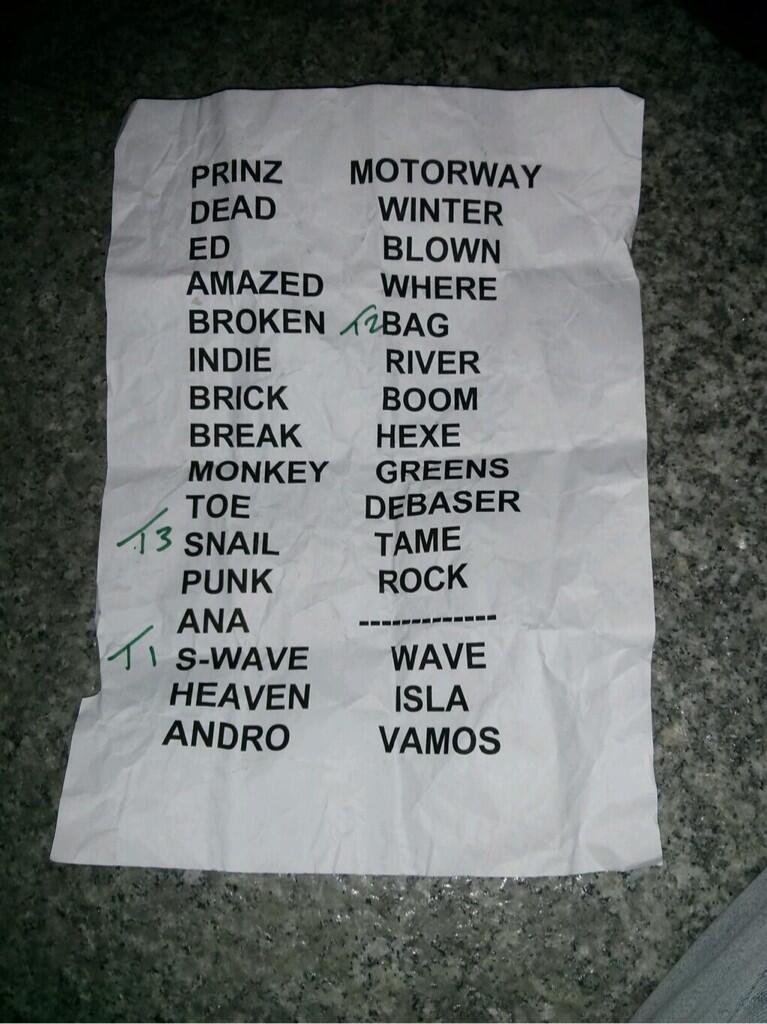 PRINZ
DEAD
ED
AMAZED
BROKEN
INDIE
BRICK
BREAK
MONKEY
TOE
T3 SNAIL
PUNK
ANA
T1 S-WAVE
HEAVEN
ANDRO
MOTORWAY
WINTER
BLOWN
WHERE
T2 BAG
RIVER
BOOM
HEXE
GREENS
DEBASER
TAME
ROCK
-------------
WAVE
ISLA
VAMOS